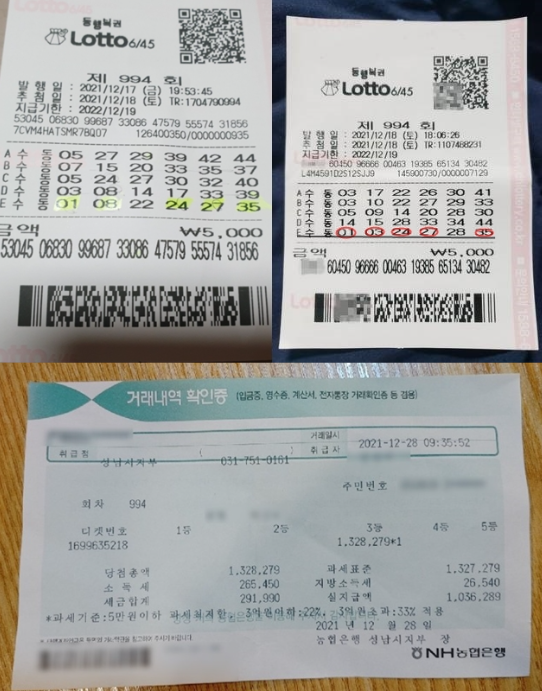 동행복권
Lotto 6/45
제 994 회
발 행 일 : 2021/12/17 (금) 19:53:45
추 첨 일 : 2021/12/18 (토) TR:1704790994
지급기한 : 2022/12/19
53045 06830 99687 33086 47579 55574 31856
7CVM4HATSMR7BQ07 126400350/0000000935
A 수 동 05 27 29 39 42 44
B 수 동 07 15 20 33 35 37
C 수 동 05 24 27 30 32 40
D 수 동 03 08 14 17 33 39
E 수 동 01 08 22 24 27 35
금액 ₩5,000
53045 06830 99687 33086 47579 55574 31856
동행복권
Lotto 6/45
제 994 회
발 행 일 : 2021/12/18 (토) 18:06:26
추 첨 일 : 2021/12/18 (토) TR:1107488231
지급기한 : 2022/12/19
60450 96666 00463 19385 65134 30482
L4M4591D2S12SJJ9 145900730/0000007129
A 수 동 03 17 22 26 30 41
B 수 동 03 15 22 27 29 43
C 수 동 05 09 14 20 28 30
D 수 동 14 15 28 33 34 44
E 수 동 01 03 24 27 28 35
금액 ₩5,000
60450 96666 00463 19385 65134 30482
거래내역 확인증 (입금증, 영수증, 계산서, 전자통장 거래확인증 등 겸용)
거래일시 2021-12-28 09:35:52
취 급 점 성남시지부 ( ) 031-751-0161 취 급 자
주민번호
회차 994
티켓번호 1등 2등 3등 4등 5등
1699635218 1,328,279*1
당첨총액 1,328,279 과세표준 1,327,279
소 득 세 265,450 지방소득세 26,540
세금합계 291,990 실지급액 1,036,289
*과세기준:5만원이하 과세최저한 3억원이하:22%, 3억원초과:33% 적용
2021 년 12 월 28 일
농협은행 성남시지부 장
NH농협은행